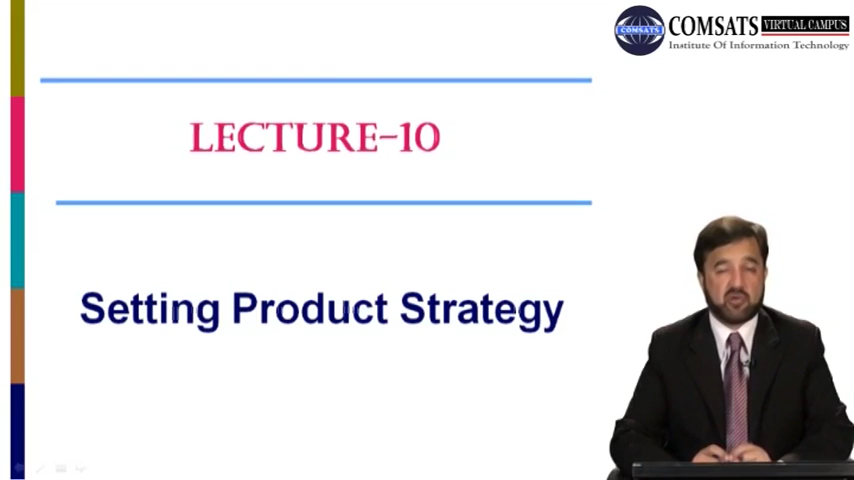 COMSATS VIRTUAL CAMPUS
COMSATS
Institute Of Information Technology
LECTURE-10
Setting Product Strategy